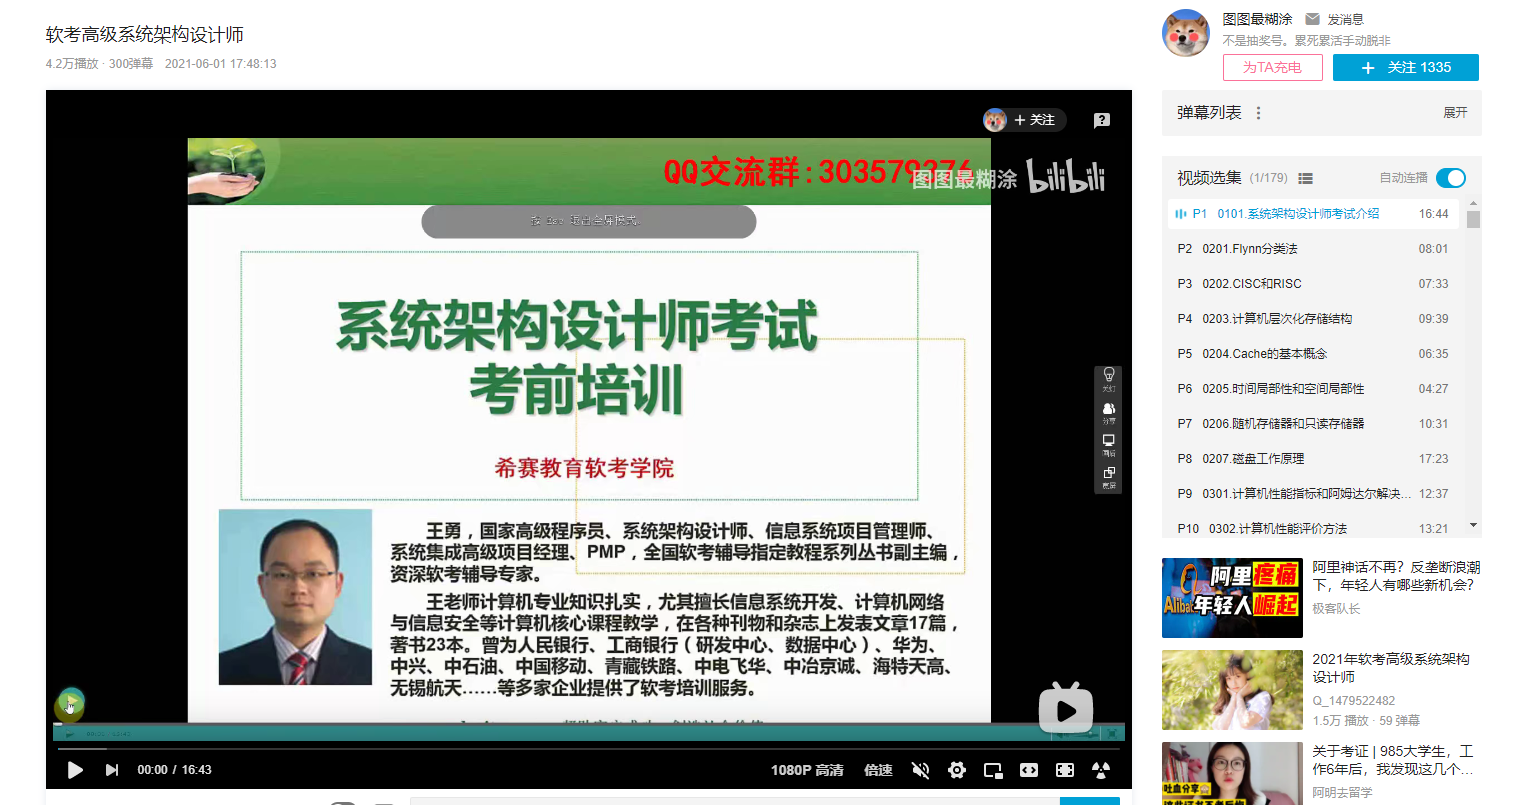 软考高级系统架构设计师
4.2万播放 · 300弹幕 2021-06-01 17:48:13
图图最糊涂 发消息
不是抽奖号。累死累活手动脱非
为TA充电
+ 关注 1335
弹幕列表
展开
视频选集 (1/179)
自动连播
P1 0101.系统架构设计师考试介绍 16:44
P2 0201.Flynn分类法 08:01
P3 0202.CISC和RISC 07:33
P4 0203.计算机层次化存储结构 09:39
P5 0204.Cache的基本概念 06:35
P6 0205.时间局部性和空间局部性 04:27
P7 0206.随机存储器和只读存储器 10:31
P8 0207.磁盘工作原理 17:23
P9 0301.计算机性能指标和阿姆达尔解决... 12:37
P10 0302.计算机性能评价方法 13:21
+ 关注
QQ交流群:303579276
图图最糊涂 bilibili
按 Esc 退出全屏模式
系统架构设计师考试
考前培训
希赛教育软考学院
王勇，国家高级程序员、系统架构设计师、信息系统项目管理师、
系统集成高级项目经理、PMP，全国软考辅导指定教程系列丛书副主编，
资深软考辅导专家。
王老师计算机专业知识扎实，尤其擅长信息系统开发、计算机网络
与信息安全等计算机核心课程教学，在各种刊物和杂志上发表文章17篇，
著书23本。曾为人民银行、工商银行（研发中心、数据中心）、华为、
中兴、中石油、中国移动、青藏铁路、中电飞华、中冶京诚、海特天高、
无锡航天……等多家企业提供了软考培训服务。
关灯
分享
宽屏
00:00 / 16:43
1080P 高清
倍速
阿里疼痛
Alibab
年轻人崛起
阿里神话不再？反垄断浪潮
下，年轻人有哪些新机会？
极客队长
2021年软考高级系统架构
设计师
Q_1479522482
1.5万 播放 · 59 弹幕
关于考证 | 985大学生，工
作6年后，我发现这几个...
阿明去留学
吐血分享